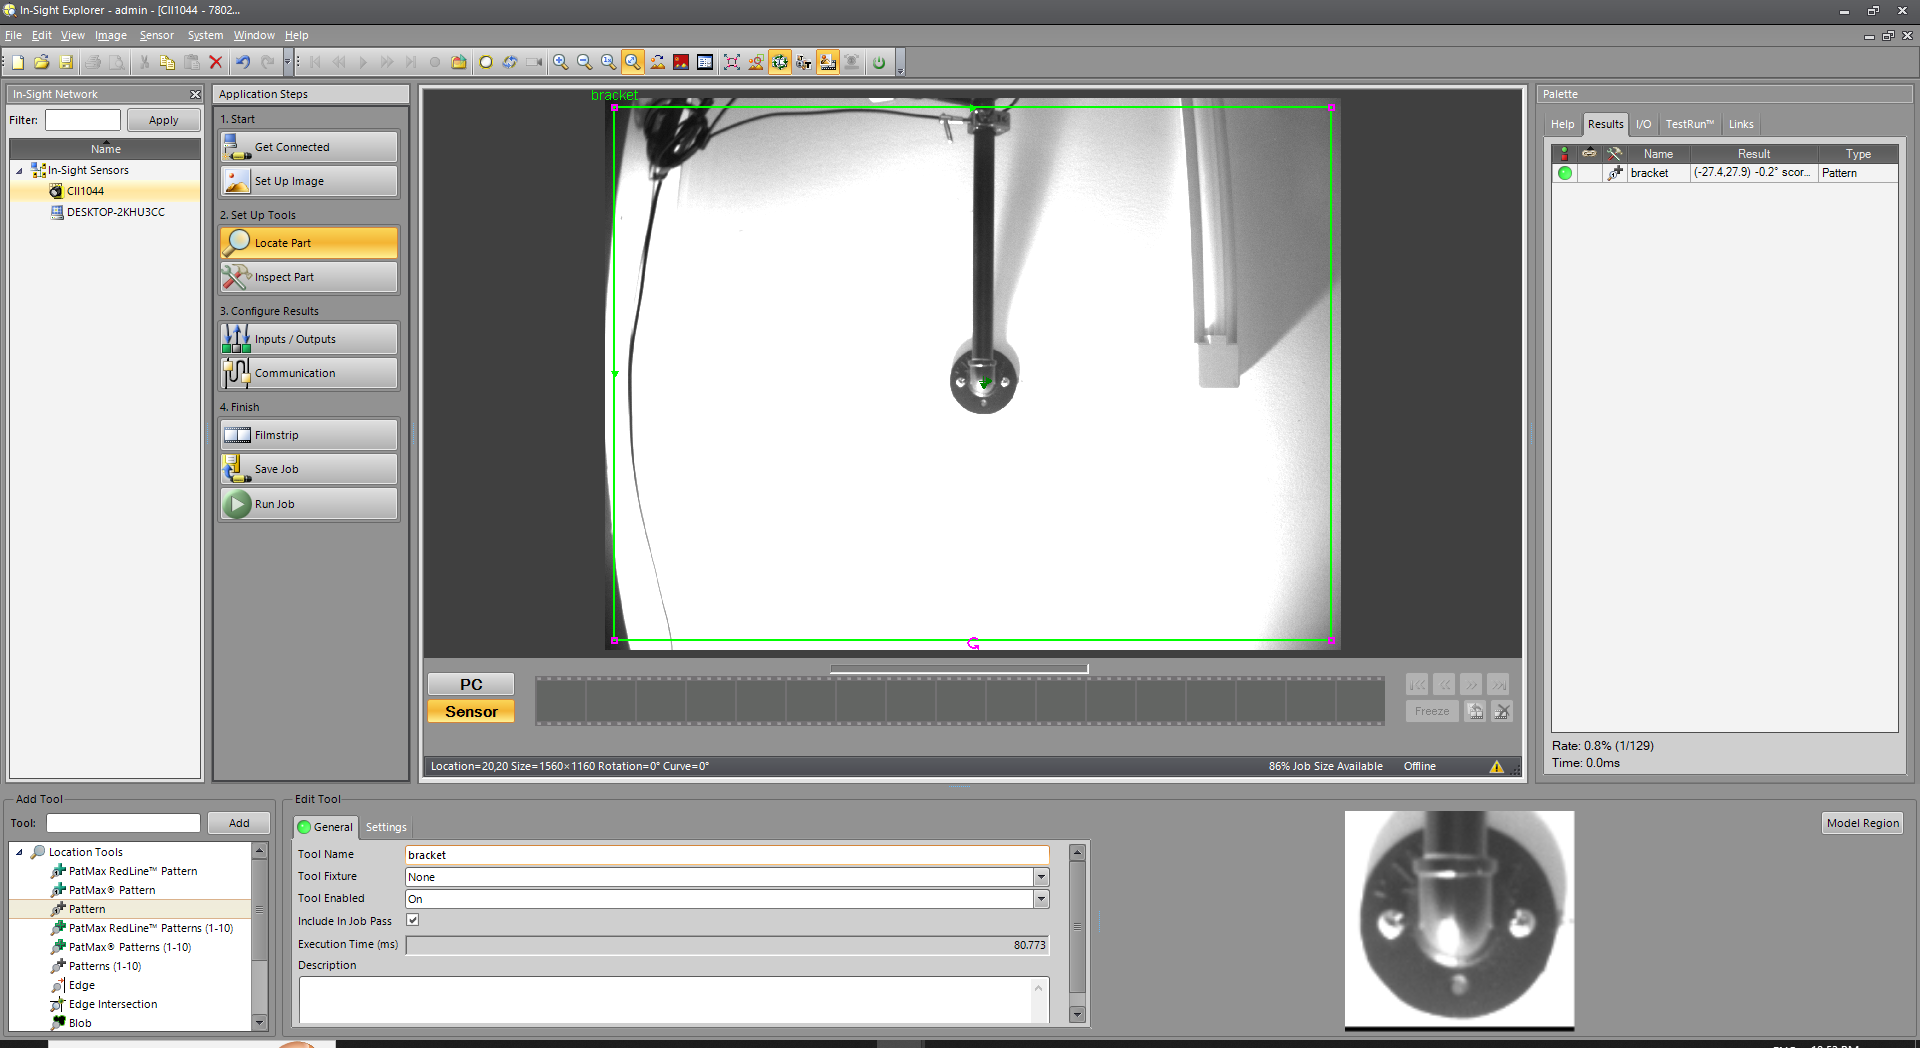 In-Sight Explorer - admin - [CII1044 - 7802...
File Edit View Image Sensor System Window Help
In-Sight Network
Filter: Apply
Name
In-Sight Sensors
CII1044
DESKTOP-2KHU3CC
Application Steps
1. Start
Get Connected
Set Up Image
2. Set Up Tools
Locate Part
Inspect Part
3. Configure Results
Inputs / Outputs
Communication
4. Finish
Filmstrip
Save Job
Run Job
bracket
PC
Sensor
Freeze
Location=20,20 Size=1560×1160 Rotation=0° Curve=0° 86% Job Size Available Offline
Palette
Help Results I/O TestRun™ Links
Name Result Type
bracket (-27.4,27.9) -0.2° scor... Pattern
Rate: 0.8% (1/129)
Time: 0.0ms
Add Tool
Tool: Add
Location Tools
PatMax RedLine™ Pattern
PatMax® Pattern
Pattern
PatMax RedLine™ Patterns (1-10)
PatMax® Patterns (1-10)
Patterns (1-10)
Edge
Edge Intersection
Blob
Edit Tool
General Settings
Tool Name bracket
Tool Fixture None
Tool Enabled On
Include In Job Pass
Execution Time (ms) 80.773
Description
Model Region